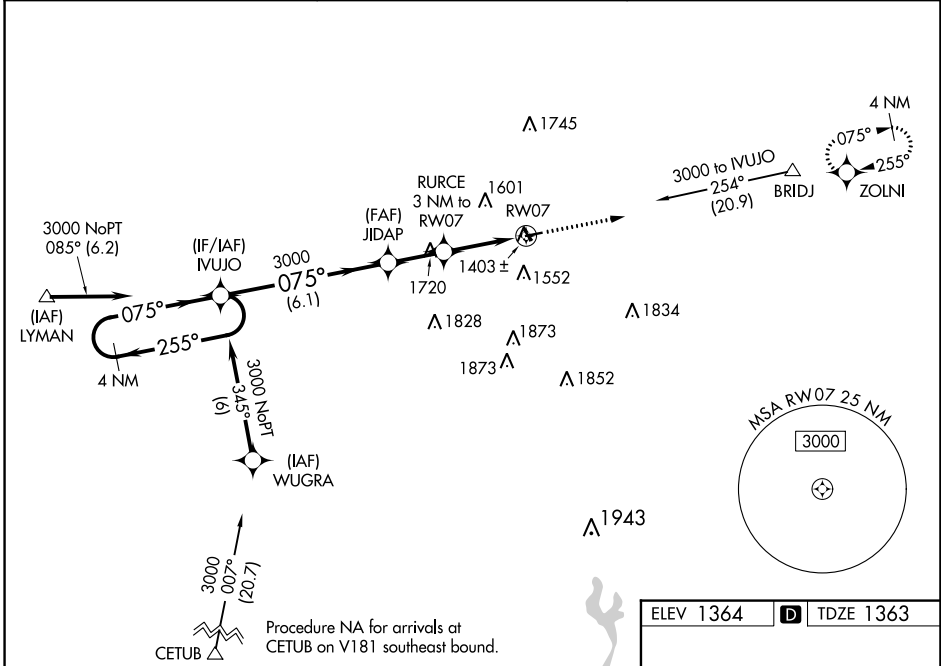 4 NM
1745
075°
255°
3000 to IVUJO
254°
(20.9)
BRIDJ
ZOLNI
RURCE
3 NM to
RW07
1601
RW07
(FAF)
JIDAP
3000 NoPT
085° (6.2)
(IF/IAF)
IVUJO
3000
075°
(6.1)
1403 ±
1552
1720
(IAF)
LYMAN
075°
255°
4 NM
1828
1873
1873
1834
1852
3000 NoPT
345°
(6)
(IAF)
WUGRA
MSA RW07 25 NM
3000
1943
3000
007°
(20.7)
CETUB
Procedure NA for arrivals at
CETUB on V181 southeast bound.
ELEV 1364 D TDZE 1363